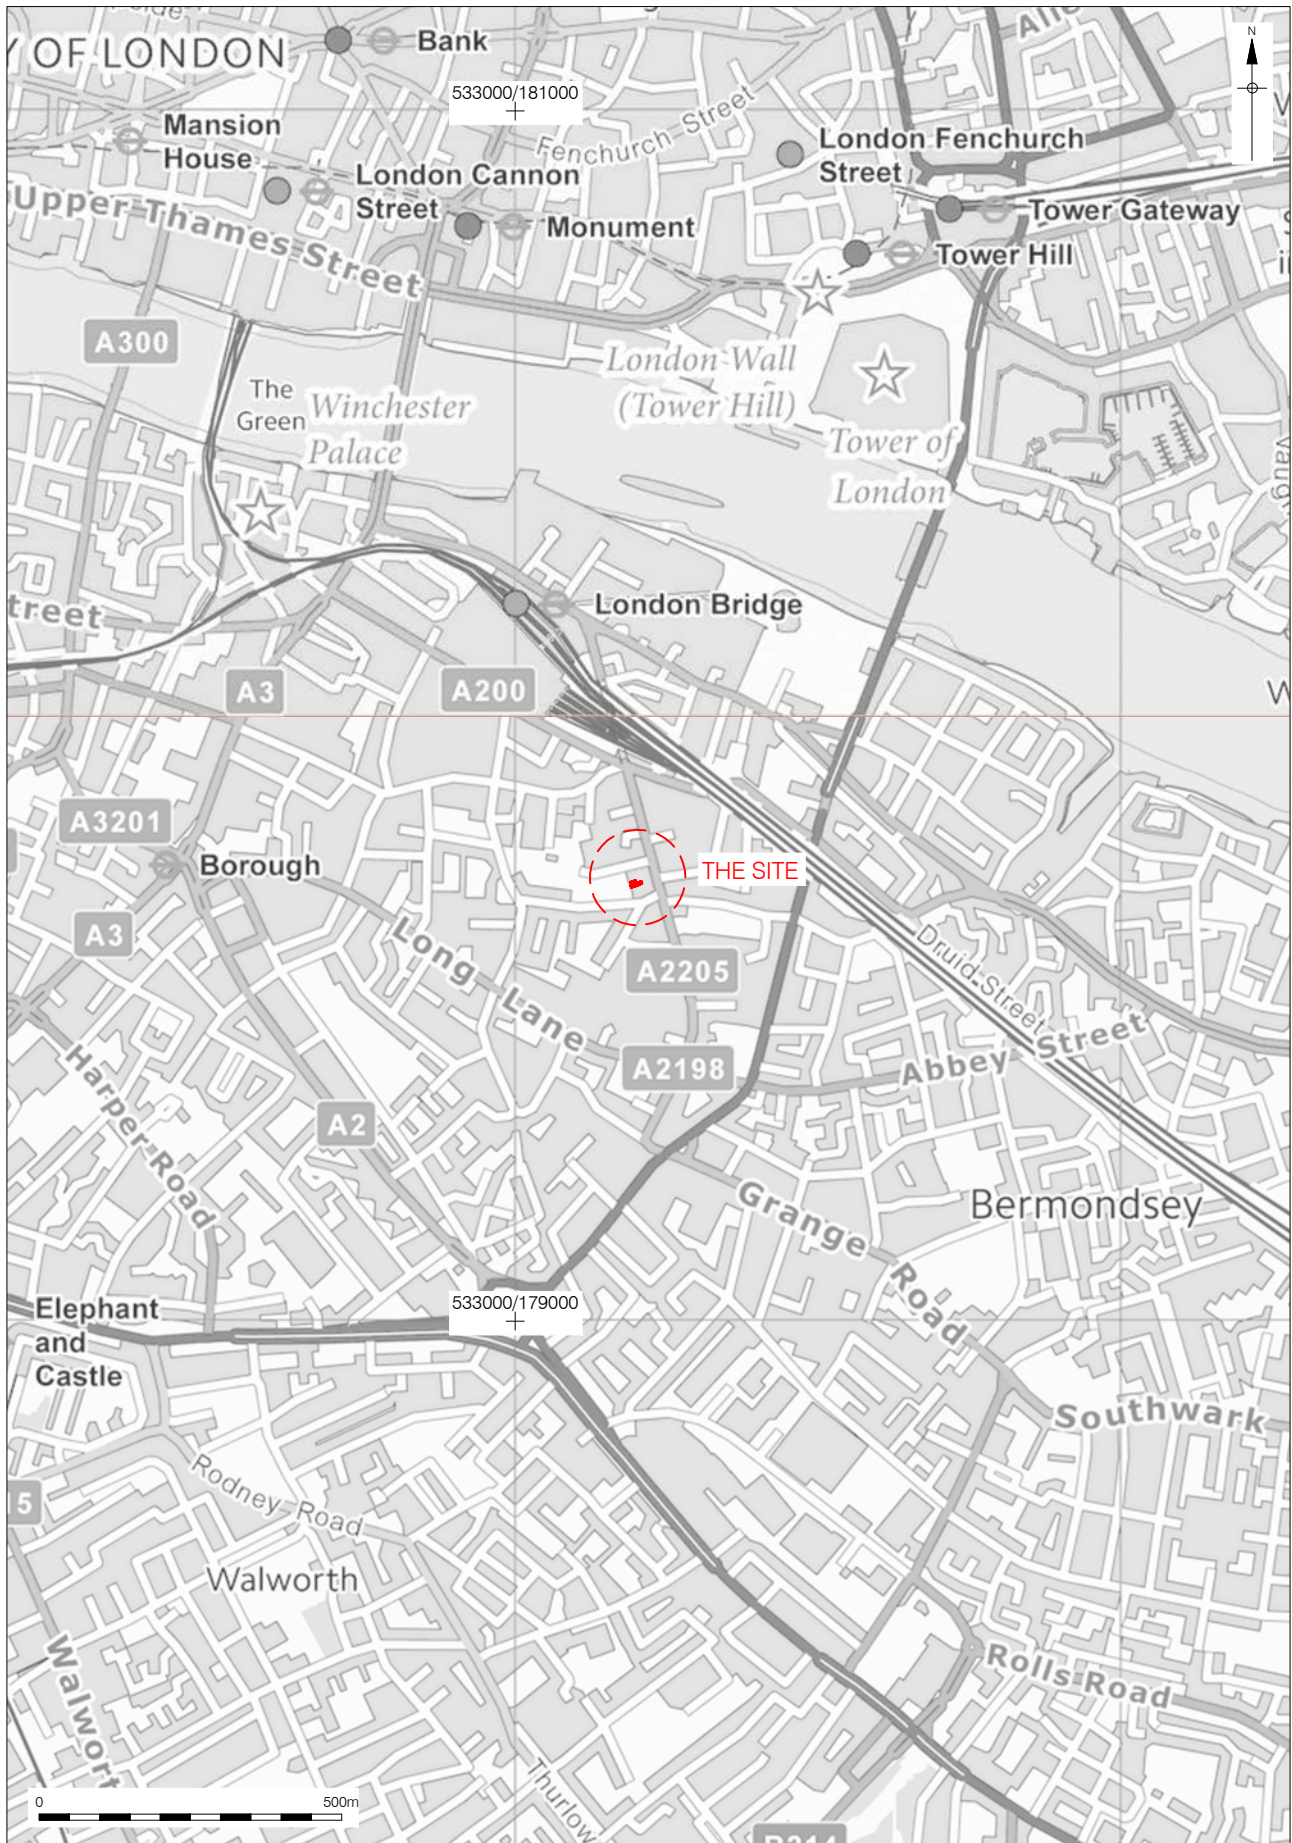 Y OF LONDON
Bank
533000/181000
Mansion
House
Fenchurch Street
London Fenchurch
Street
London Cannon
Street
Monument
Tower Gateway
Tower Hill
Upper Thames Street
A300
The
Green
Winchester
Palace
London Wall
(Tower Hill)
Tower of
London
N
London Bridge
treet
A3
A200
A3201
Borough
THE SITE
A3
Long Lane
A2205
Druid Street
A2198
Abbey Street
Harper Road
A2
Grange Road
Bermondsey
533000/179000
Elephant
and
Castle
Southwark
15
Rodney Road
Walworth
Rolls Road
Walwort
Thurlow
0 500m